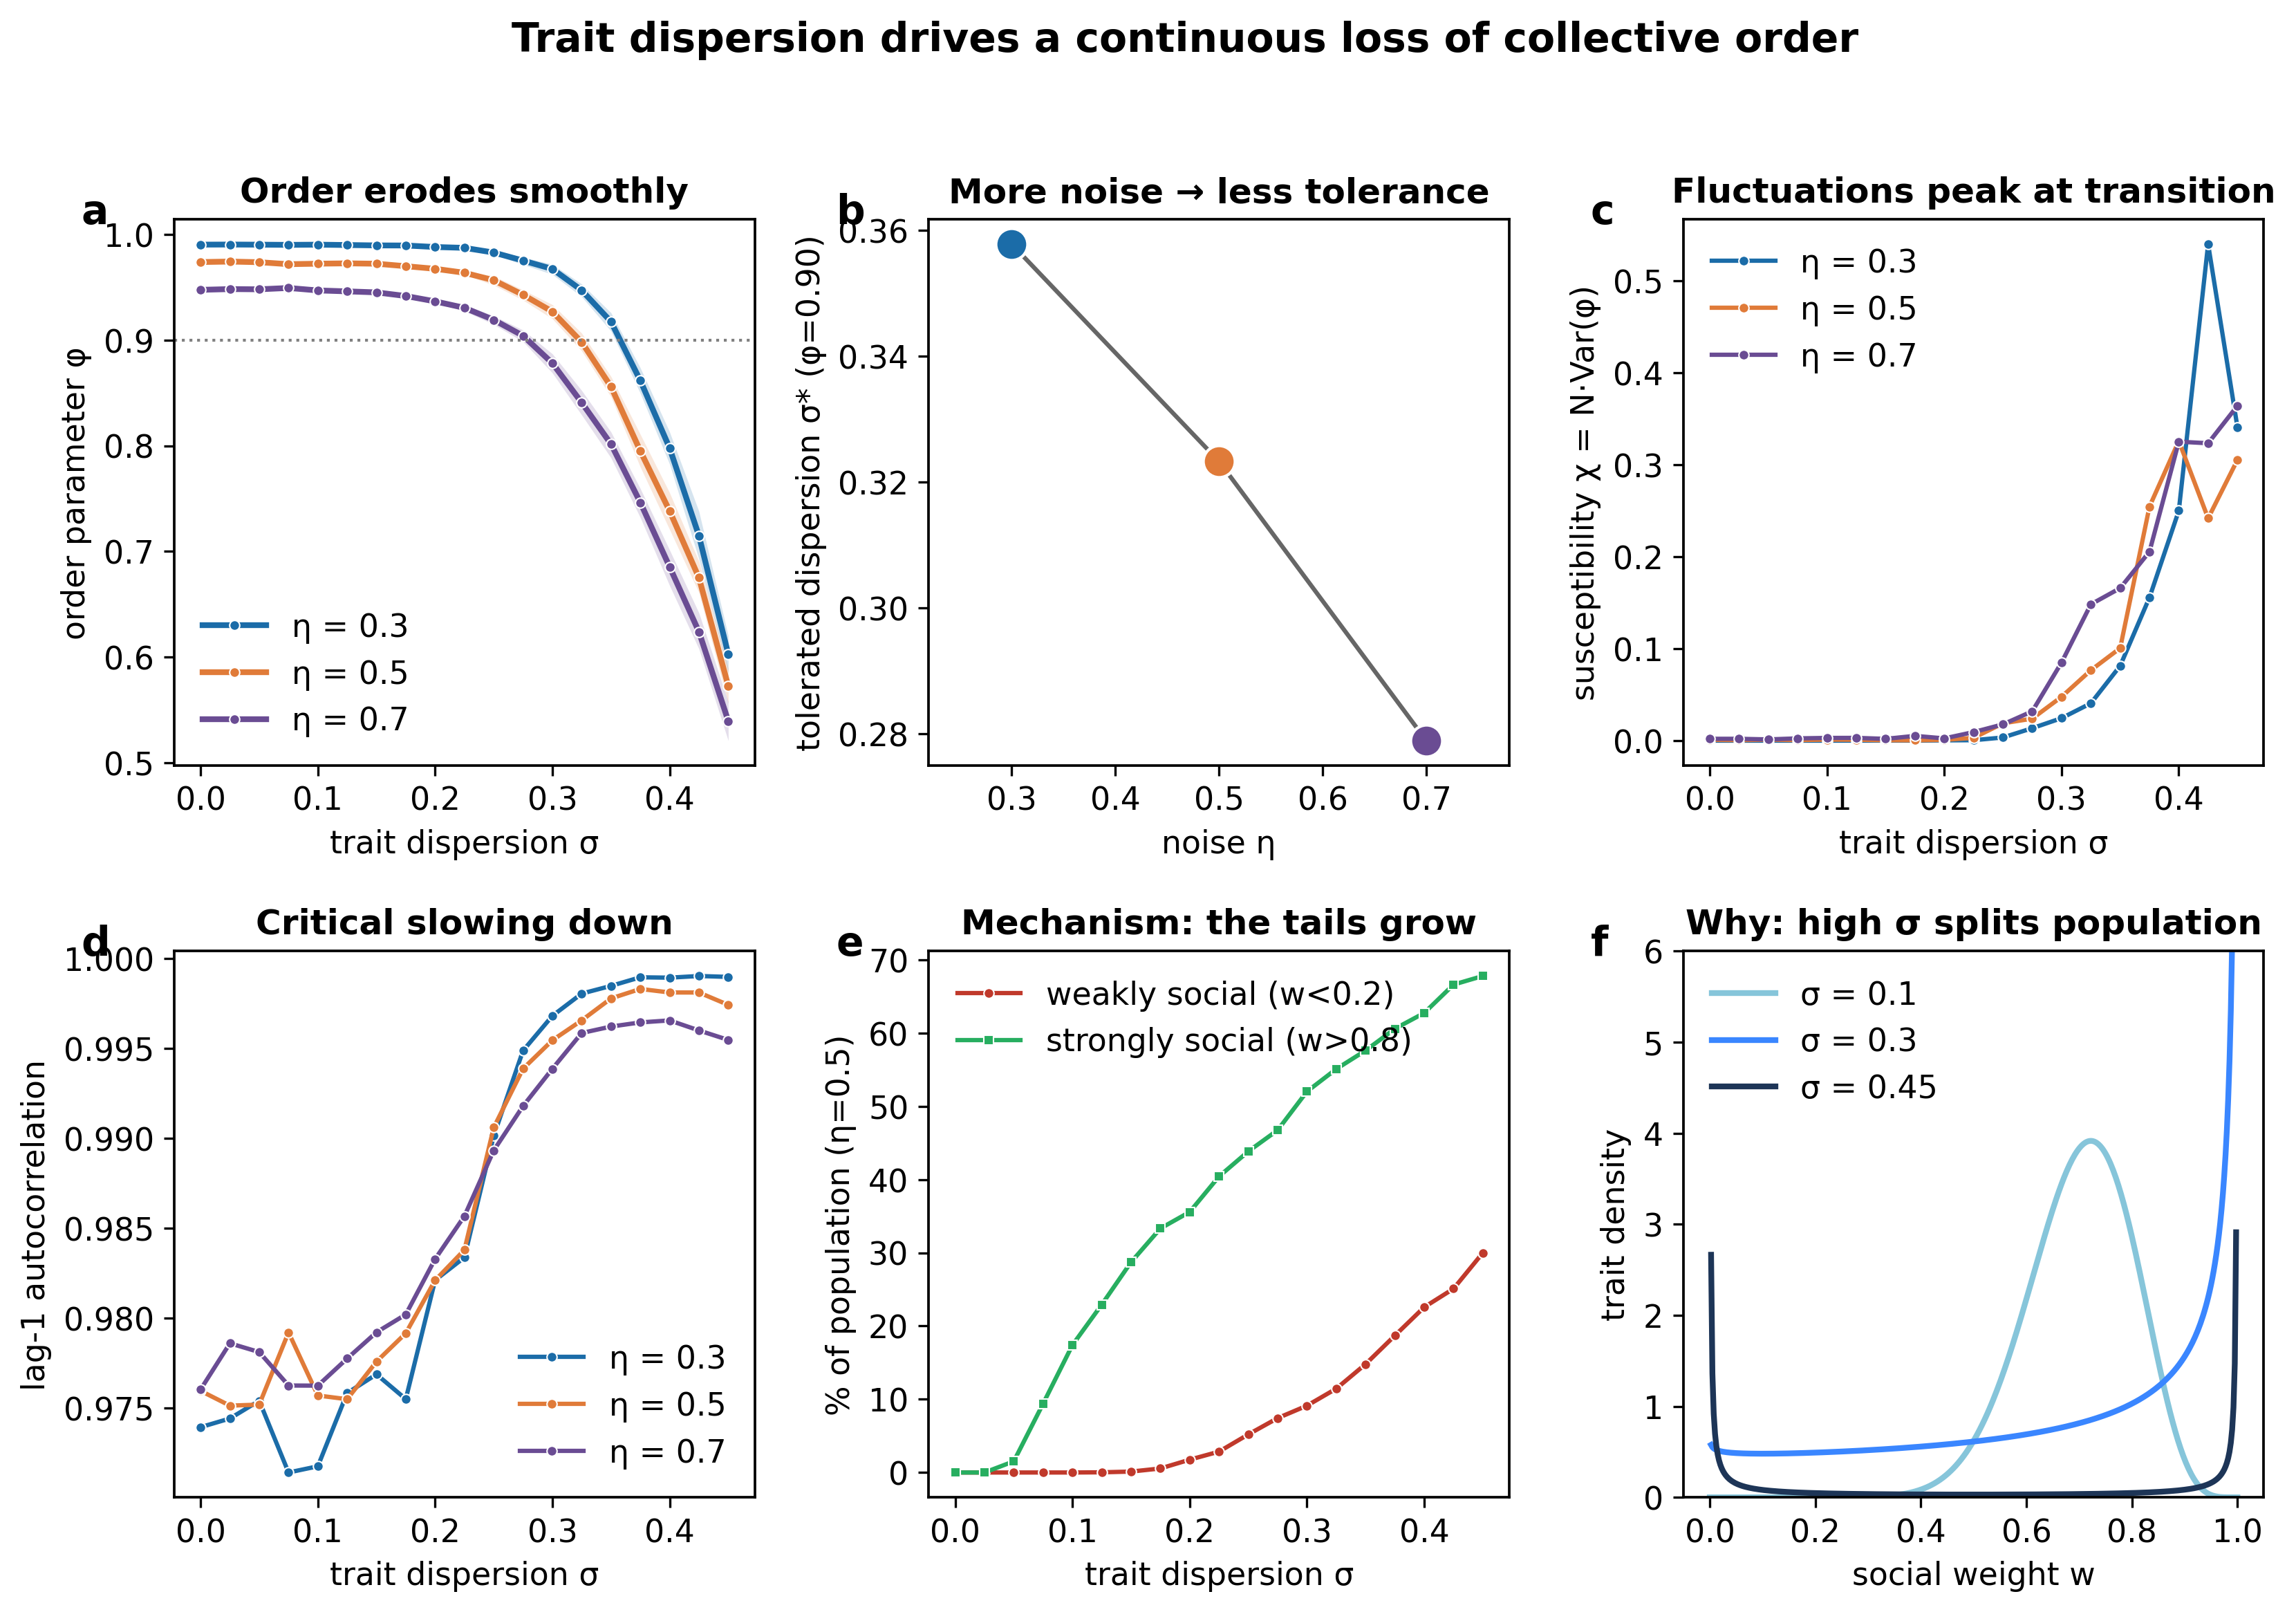 Trait dispersion drives a continuous loss of collective order
a
Order erodes smoothly
1.0
0.9
0.8
0.7
0.6
0.5
order parameter φ
η = 0.3
η = 0.5
η = 0.7
0.0 0.1 0.2 0.3 0.4
trait dispersion σ
b
More noise → less tolerance
0.36
0.34
0.32
0.30
0.28
tolerated dispersion σ* (φ=0.90)
0.3 0.4 0.5 0.6 0.7
noise η
c
Fluctuations peak at transition
0.5
0.4
0.3
0.2
0.1
0.0
susceptibility χ = N·Var(φ)
η = 0.3
η = 0.5
η = 0.7
0.0 0.1 0.2 0.3 0.4
trait dispersion σ
d
Critical slowing down
1.000
0.995
0.990
0.985
0.980
0.975
lag-1 autocorrelation
η = 0.3
η = 0.5
η = 0.7
0.0 0.1 0.2 0.3 0.4
trait dispersion σ
e
Mechanism: the tails grow
70
60
50
40
30
20
10
0
% of population (η=0.5)
weakly social (w<0.2)
strongly social (w>0.8)
0.0 0.1 0.2 0.3 0.4
trait dispersion σ
f
Why: high σ splits population
6
5
4
3
2
1
0
trait density
σ = 0.1
σ = 0.3
σ = 0.45
0.0 0.2 0.4 0.6 0.8 1.0
social weight w